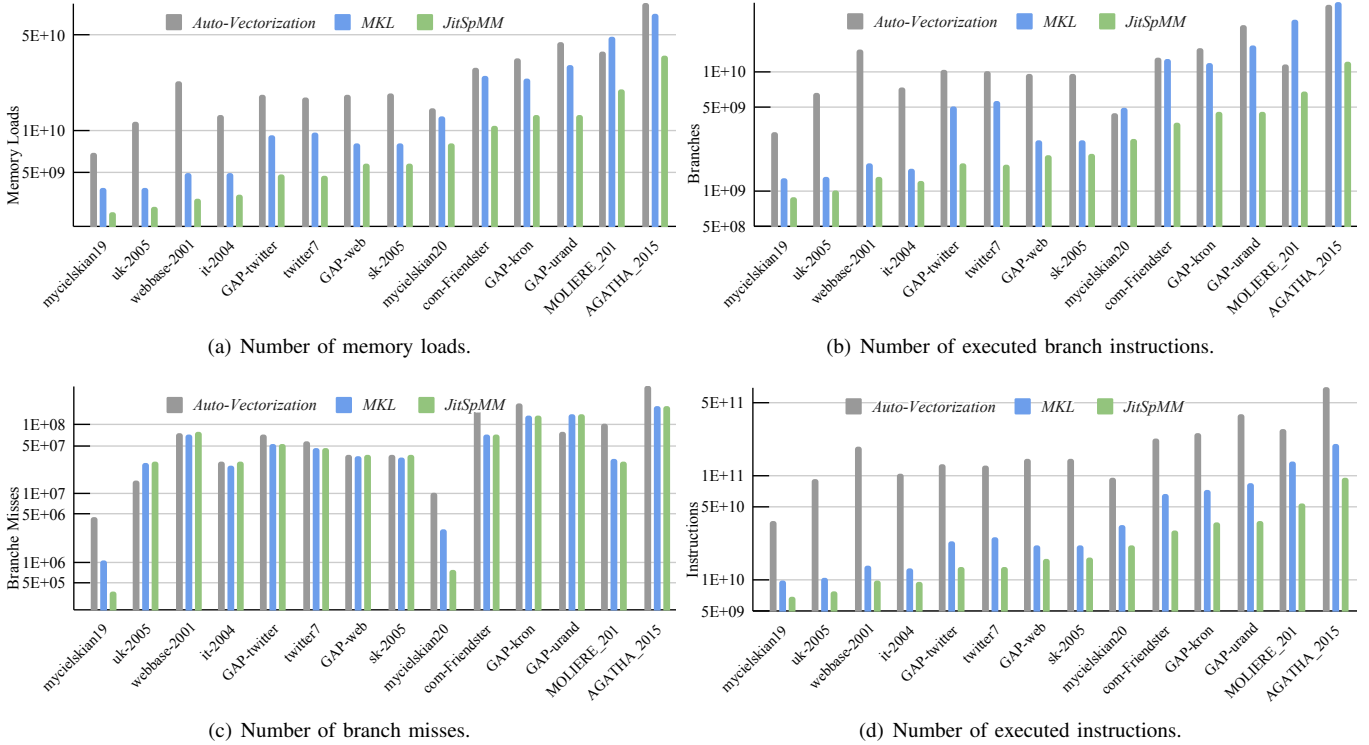 Auto-Vectorization MKL JitSpMM
Memory Loads
5E+10
1E+10
5E+09
mycielskian19 uk-2005 webbase-2001 it-2004 GAP-twitter twitter7 GAP-web sk-2005 mycielskian20 com-Friendster GAP-kron GAP-urand MOLIERE_201 AGATHA_2015
(a) Number of memory loads.
Auto-Vectorization MKL JitSpMM
Branches
1E+10
5E+09
1E+09
5E+08
mycielskian19 uk-2005 webbase-2001 it-2004 GAP-twitter twitter7 GAP-web sk-2005 mycielskian20 com-Friendster GAP-kron GAP-urand MOLIERE_201 AGATHA_2015
(b) Number of executed branch instructions.
Auto-Vectorization MKL JitSpMM
Branche Misses
1E+08
5E+07
1E+07
5E+06
1E+06
5E+05
mycielskian19 uk-2005 webbase-2001 it-2004 GAP-twitter twitter7 GAP-web sk-2005 mycielskian20 com-Friendster GAP-kron GAP-urand MOLIERE_201 AGATHA_2015
(c) Number of branch misses.
Auto-Vectorization MKL JitSpMM
Instructions
5E+11
1E+11
5E+10
1E+10
5E+09
mycielskian19 uk-2005 webbase-2001 it-2004 GAP-twitter twitter7 GAP-web sk-2005 mycielskian20 com-Friendster GAP-kron GAP-urand MOLIERE_201 AGATHA_2015
(d) Number of executed instructions.